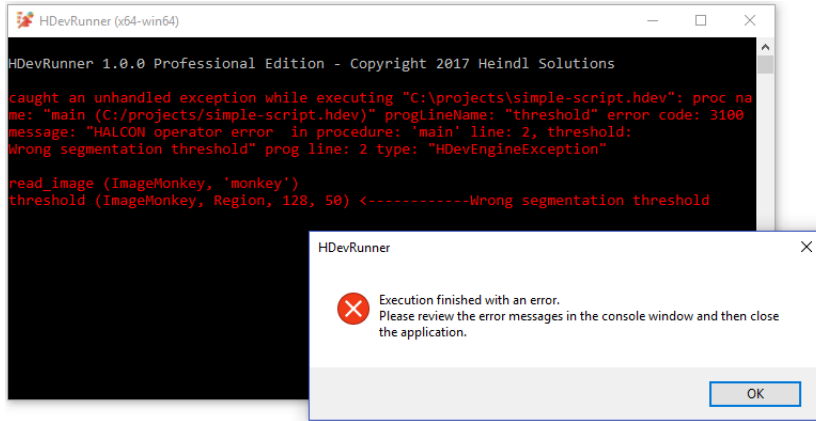 HDevRunner (x64-win64)
HDevRunner 1.0.0 Professional Edition - Copyright 2017 Heindl Solutions
caught an unhandled exception while executing "C:\projects\simple-script.hdev": proc na
me: "main (C:/projects/simple-script.hdev)" progLineName: "threshold" error code: 3100
message: "HALCON operator error  in procedure: 'main' line: 2, threshold:
Wrong segmentation threshold" prog line: 2 type: "HDevEngineException"
read_image (ImageMonkey, 'monkey')
threshold (ImageMonkey, Region, 128, 50) <------------Wrong segmentation threshold
HDevRunner
Execution finished with an error.
Please review the error messages in the console window and then close
the application.
OK